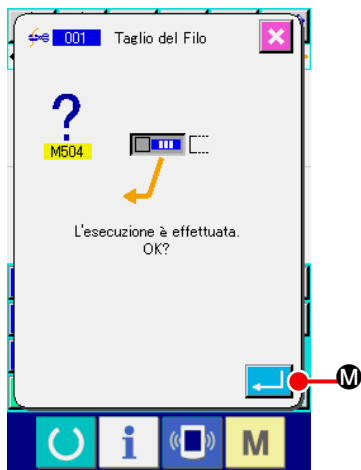 001 Taglio del Filo
?
M504
L'esecuzione è effettuata.
OK?
M
i
M